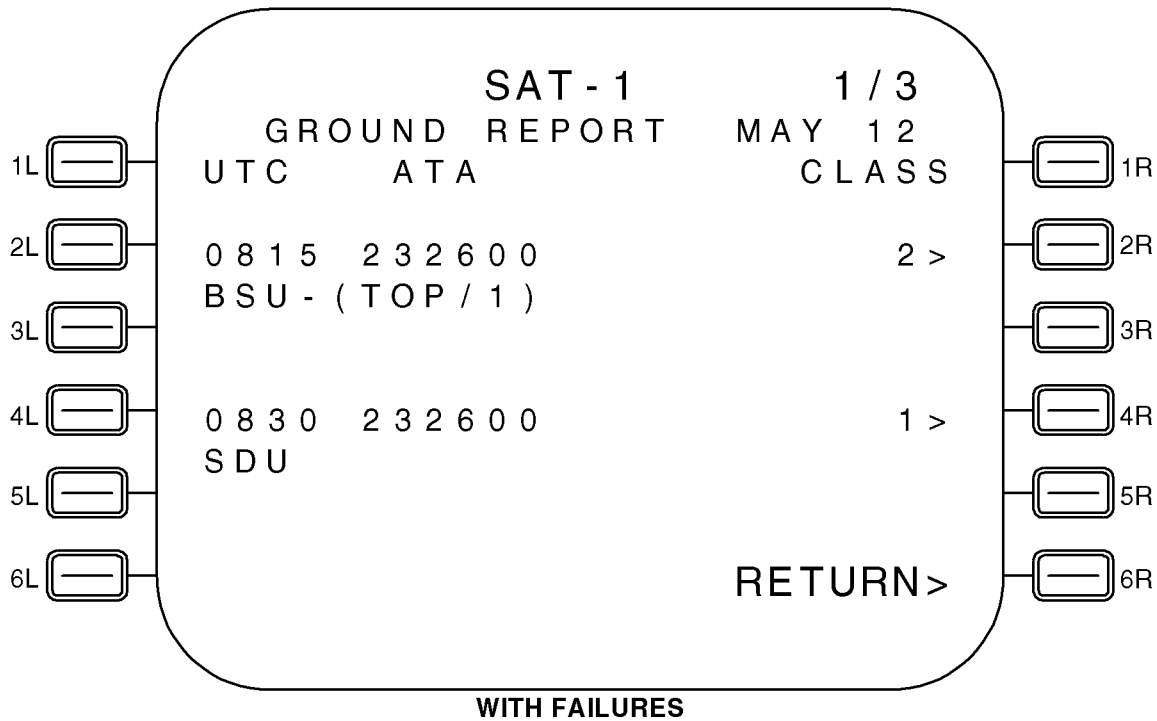 SAT-1 1/3
GROUND REPORT MAY 12
1L UTC ATA CLASS 1R
2L 0815 232600 2> 2R
BSU-(TOP/1)
3L 3R
4L 0830 232600 1> 4R
SDU
5L 5R
6L RETURN> 6R
WITH FAILURES